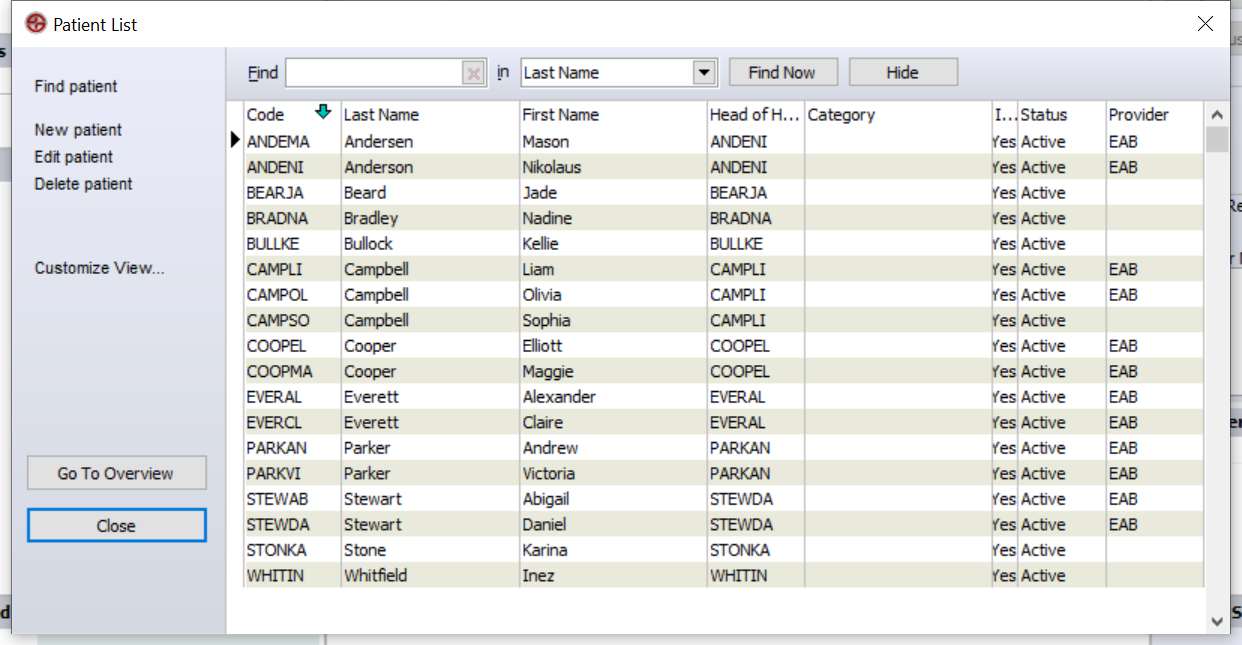 Patient List
Find patient
New patient
Edit patient
Delete patient
Customize View...
Go To Overview
Close
Find in Last Name Find Now Hide
Code Last Name First Name Head of H... Category I... Status Provider
ANDEMA Andersen Mason ANDENI Yes Active EAB
ANDENI Anderson Nikolaus ANDENI Yes Active EAB
BEARJA Beard Jade BEARJA Yes Active
BRADNA Bradley Nadine BRADNA Yes Active
BULLKE Bullock Kellie BULLKE Yes Active
CAMPLI Campbell Liam CAMPLI Yes Active EAB
CAMPOL Campbell Olivia CAMPLI Yes Active EAB
CAMPSO Campbell Sophia CAMPLI Yes Active
COOPEL Cooper Elliott COOPEL Yes Active EAB
COOPMA Cooper Maggie COOPEL Yes Active EAB
EVERAL Everett Alexander EVERAL Yes Active EAB
EVERCL Everett Claire EVERAL Yes Active EAB
PARKAN Parker Andrew PARKAN Yes Active EAB
PARKVI Parker Victoria PARKAN Yes Active EAB
STEWAB Stewart Abigail STEWDA Yes Active EAB
STEWDA Stewart Daniel STEWDA Yes Active EAB
STONKA Stone Karina STONKA Yes Active
WHITIN Whitfield Inez WHITIN Yes Active